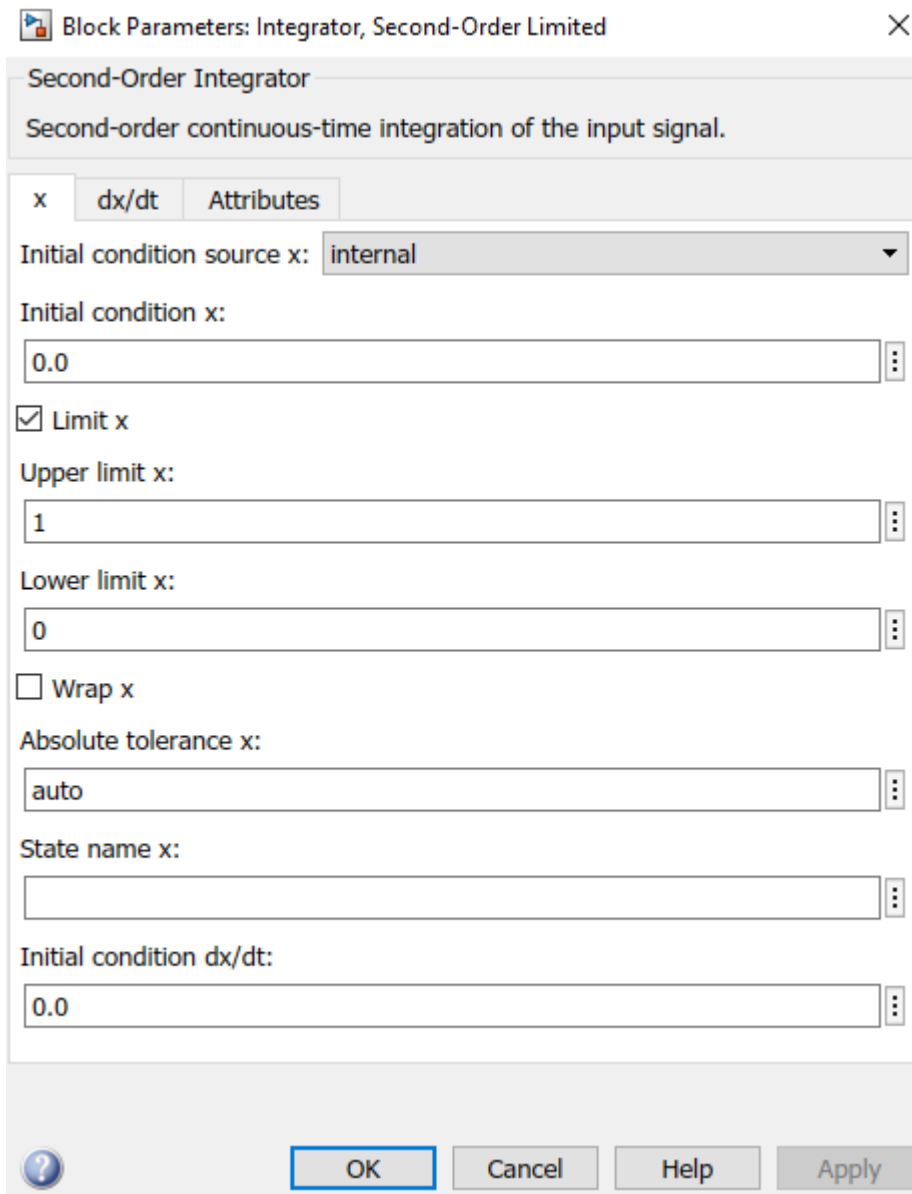 Block Parameters: Integrator, Second-Order Limited
Second-Order Integrator
Second-order continuous-time integration of the input signal.
x dx/dt Attributes
Initial condition source x: internal
Initial condition x:
0.0
Limit x
Upper limit x:
1
Lower limit x:
0
Wrap x
Absolute tolerance x:
auto
State name x:
Initial condition dx/dt:
0.0
? OK Cancel Help Apply